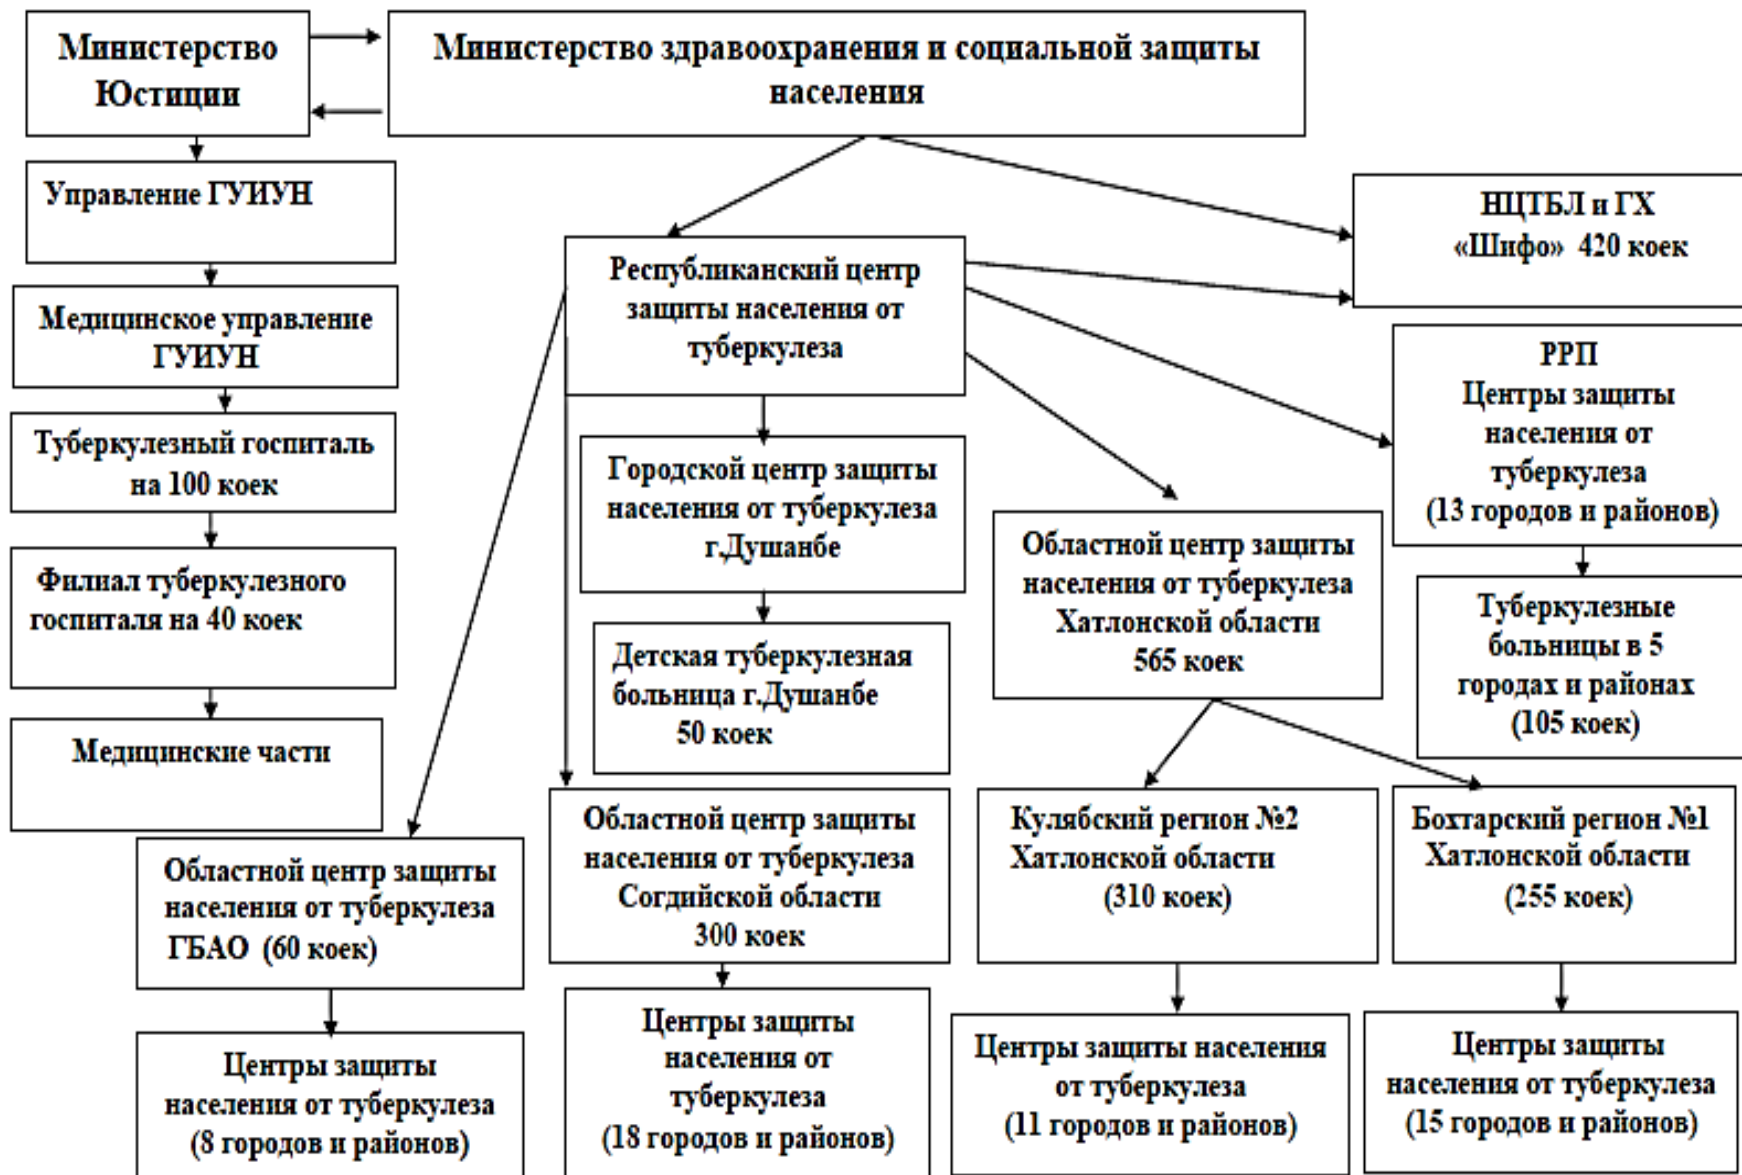 Министерство
Юстиции
Министерство здравоохранения и социальной защиты
населения
Управление ГУИУН
Медицинское управление
ГУИУН
Туберкулезный госпиталь
на 100 коек
Филиал туберкулезного
госпиталя на 40 коек
Медицинские части
Республиканский центр
защиты населения от
туберкулеза
НЦТБЛ и ГХ
«Шифо» 420 коек
РРП
Центры защиты
населения от
туберкулеза
(13 городов и районов)
Туберкулезные
больницы в 5
городах и районах
(105 коек)
Городской центр защиты
населения от туберкулеза
г.Душанбе
Детская туберкулезная
больница г.Душанбе
50 коек
Областной центр защиты
населения от туберкулеза
Хатлонской области
565 коек
Областной центр защиты
населения от туберкулеза
ГБАО (60 коек)
Областной центр защиты
населения от туберкулеза
Согдийской области
300 коек
Кулябский регион №2
Хатлонской области
(310 коек)
Бохтарский регион №1
Хатлонской области
(255 коек)
Центры защиты
населения от туберкулеза
(8 городов и районов)
Центры защиты
населения от
туберкулеза
(18 городов и районов)
Центры защиты населения
от туберкулеза
(11 городов и районов)
Центры защиты
населения от туберкулеза
(15 городов и районов)